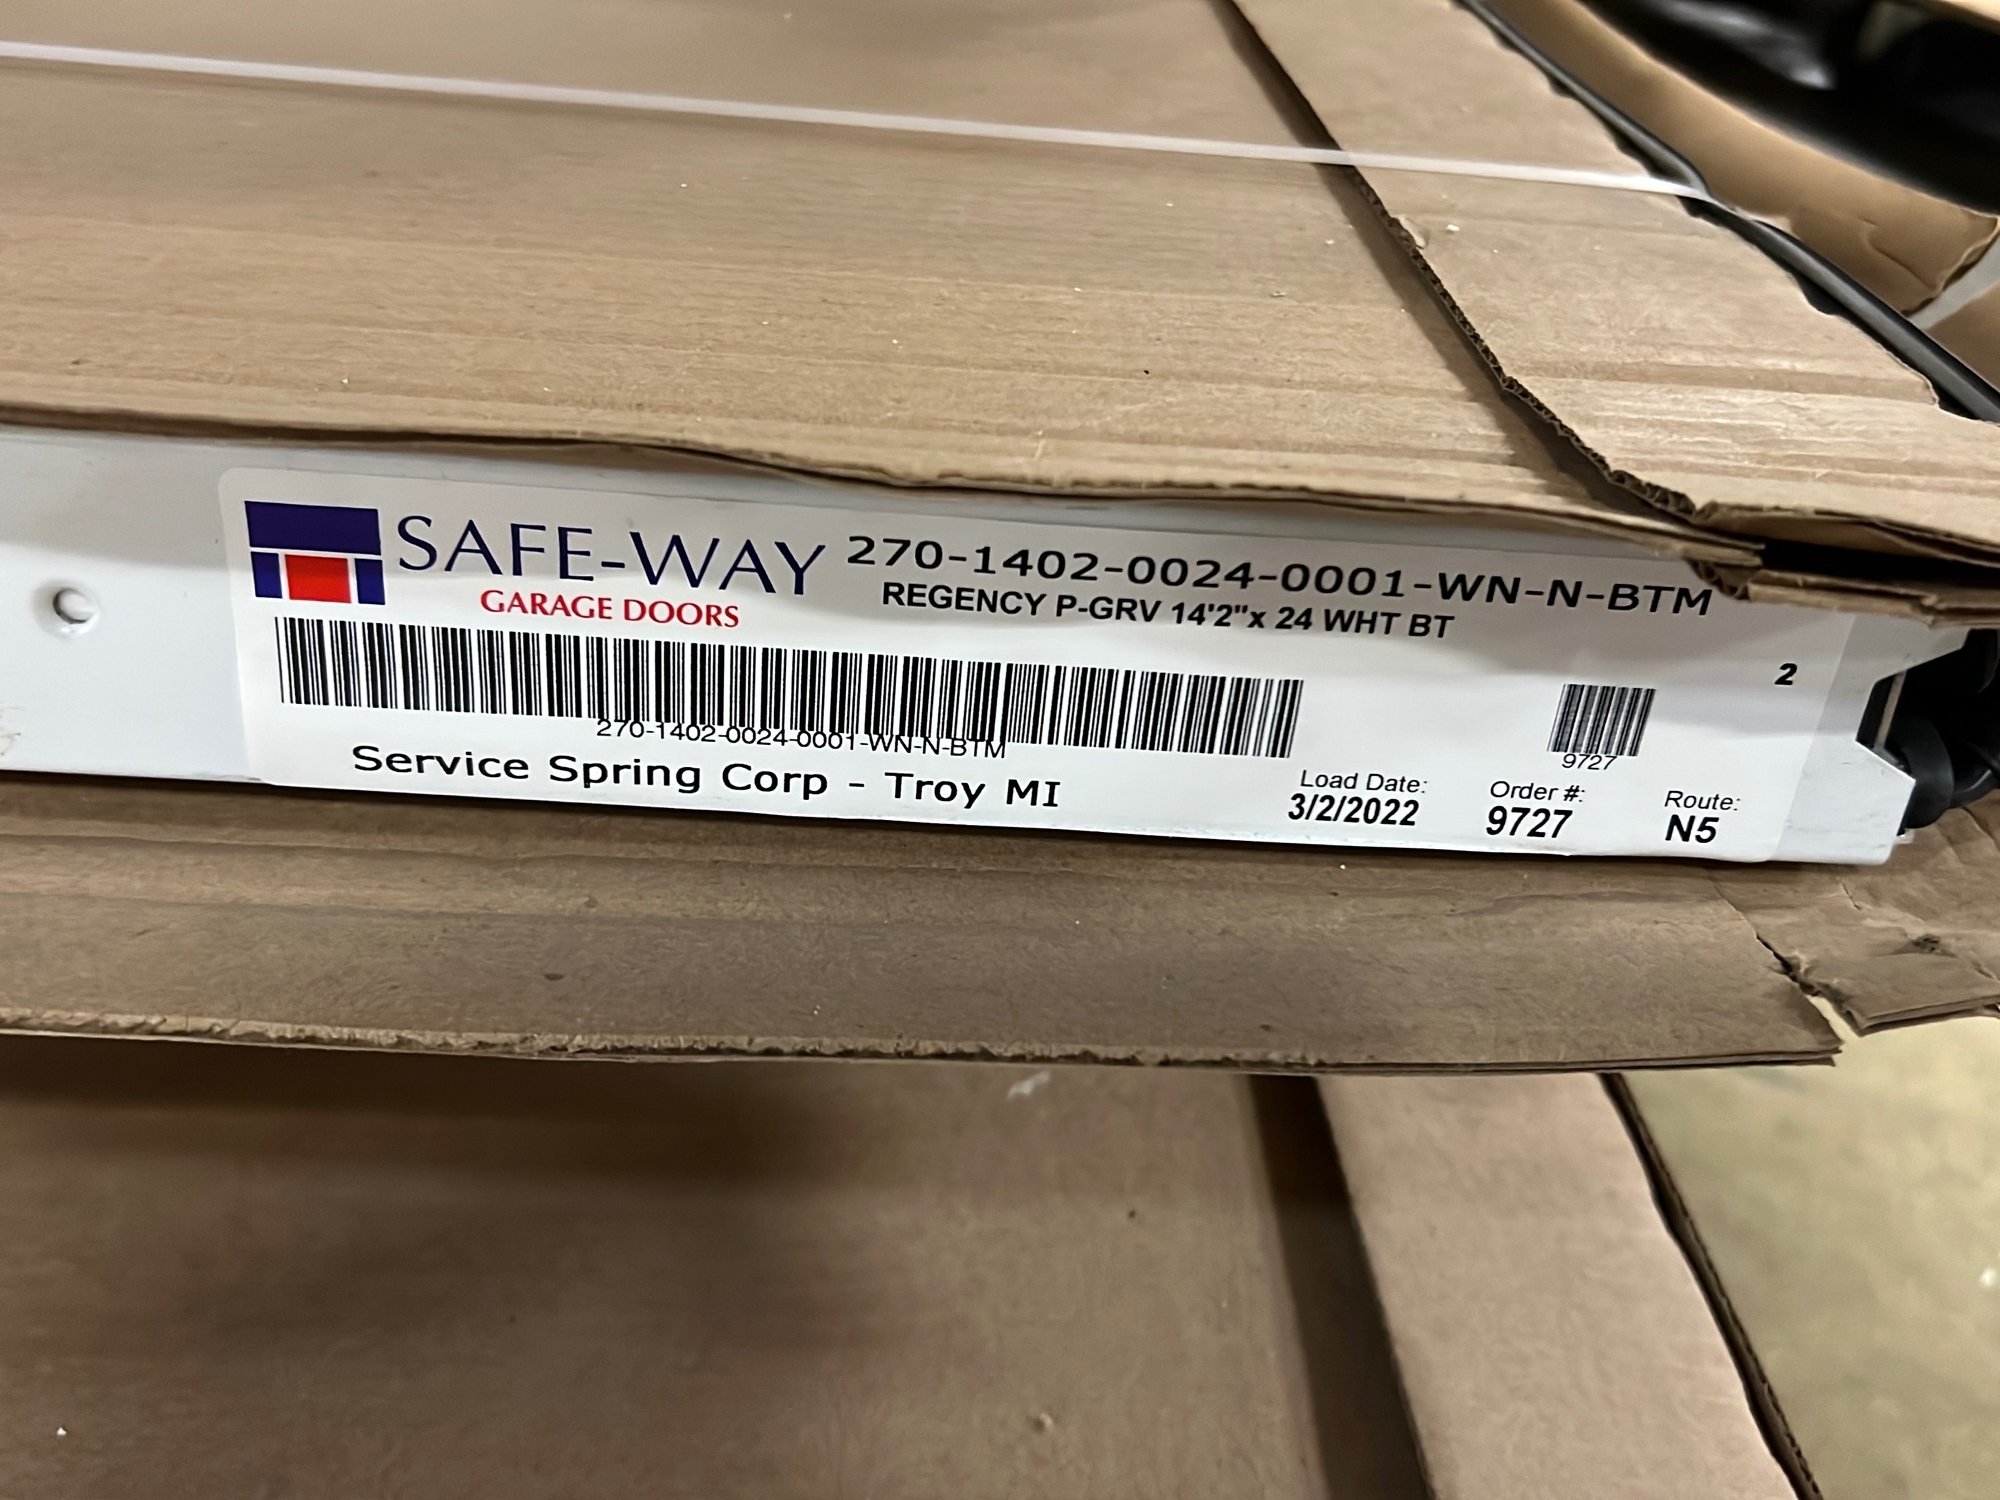 SAFE-WAY
GARAGE DOORS
270-1402-0024-0001-WN-N-BTM
REGENCY P-GRV 14'2"x 24 WHT BT
2
270-1402-0024-0001-WN-N-BTM
9727
Service Spring Corp - Troy MI
Load Date:
3/2/2022
Order #:
9727
Route:
N5